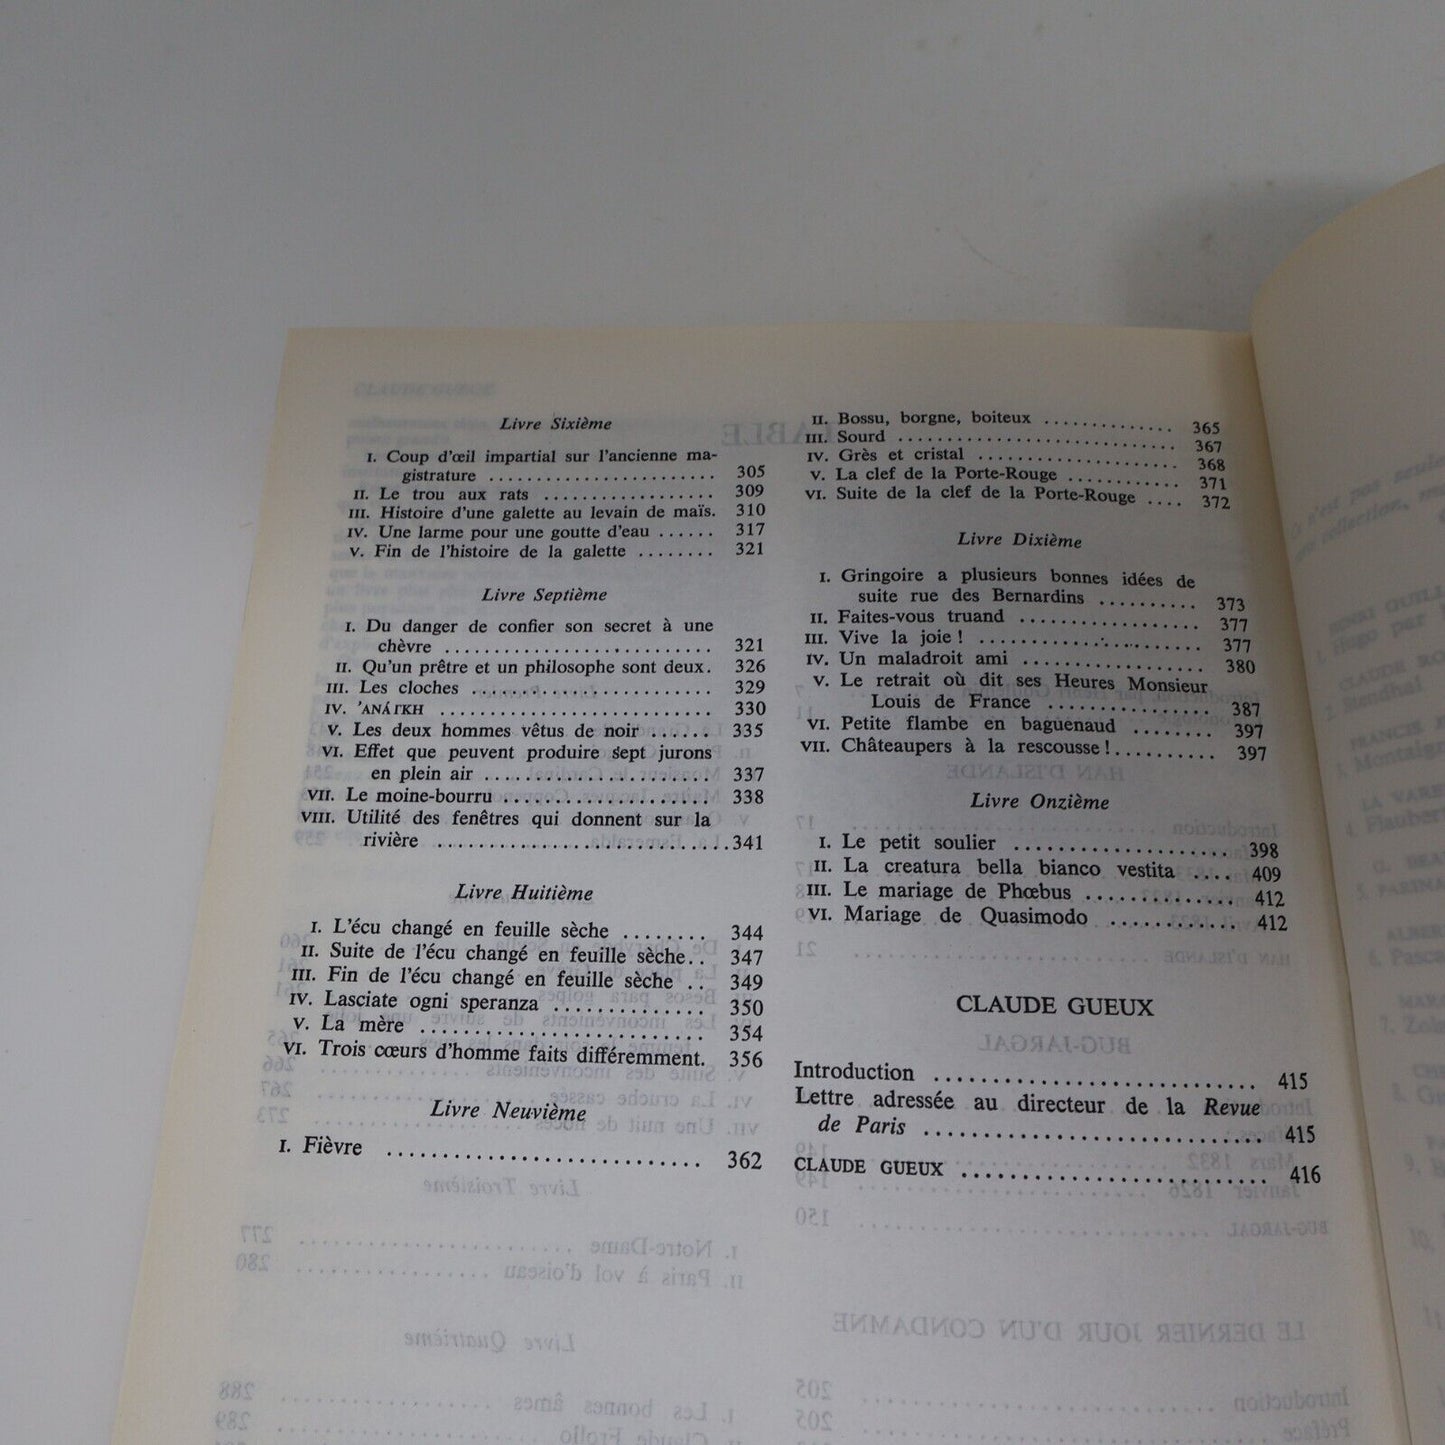 Livre Sixième
I. Coup d'œil impartial sur l'ancienne ma-
gistrature ........................ 305
II. Le trou aux rats .................. 309
III. Histoire d'une galette au levain de maïs. 310
IV. Une larme pour une goutte d'eau ...... 317
V. Fin de l'histoire de la galette ........ 321
Livre Septième
I. Du danger de confier son secret à une
chèvre ........................... 321
II. Qu'un prêtre et un philosophe sont deux. 326
III. Les cloches ........................ 329
IV. 'ANÁΓKH ........................... 330
V. Les deux hommes vêtus de noir ...... 335
VI. Effet que peuvent produire sept jurons
en plein air ...................... 337
VII. Le moine-bourru .................... 338
VIII. Utilité des fenêtres qui donnent sur la
rivière ............................ 341
Livre Huitième
I. L'écu changé en feuille sèche ........ 344
II. Suite de l'écu changé en feuille sèche.. 347
III. Fin de l'écu changé en feuille sèche .. 349
IV. Lasciate ogni speranza .............. 350
V. La mère .......................... 354
VI. Trois cœurs d'homme faits différemment. 356
Livre Neuvième
I. Fièvre ............................ 362
II. Bossu, borgne, boiteux .............. 365
III. Sourd ............................ 367
IV. Grès et cristal .................... 368
V. La clef de la Porte-Rouge ............ 371
VI. Suite de la clef de la Porte-Rouge .... 372
Livre Dixième
I. Gringoire a plusieurs bonnes idées de
suite rue des Bernardins .......... 373
II. Faites-vous truand .................. 377
III. Vive la joie ! ...................... 377
IV. Un maladroit ami .................. 380
V. Le retrait où dit ses Heures Monsieur
Louis de France ................ 387
VI. Petite flambe en baguenaud ........ 397
VII. Châteaupers à la rescousse !.......... 397
Livre Onzième
I. Le petit soulier .................... 398
II. La creatura bella bianco vestita .... 409
III. Le mariage de Phœbus .............. 412
VI. Mariage de Quasimodo ............ 412
CLAUDE GUEUX
Introduction ............................ 415
Lettre adressée au directeur de la Revue
de Paris ............................ 415
CLAUDE GUEUX .......................... 416